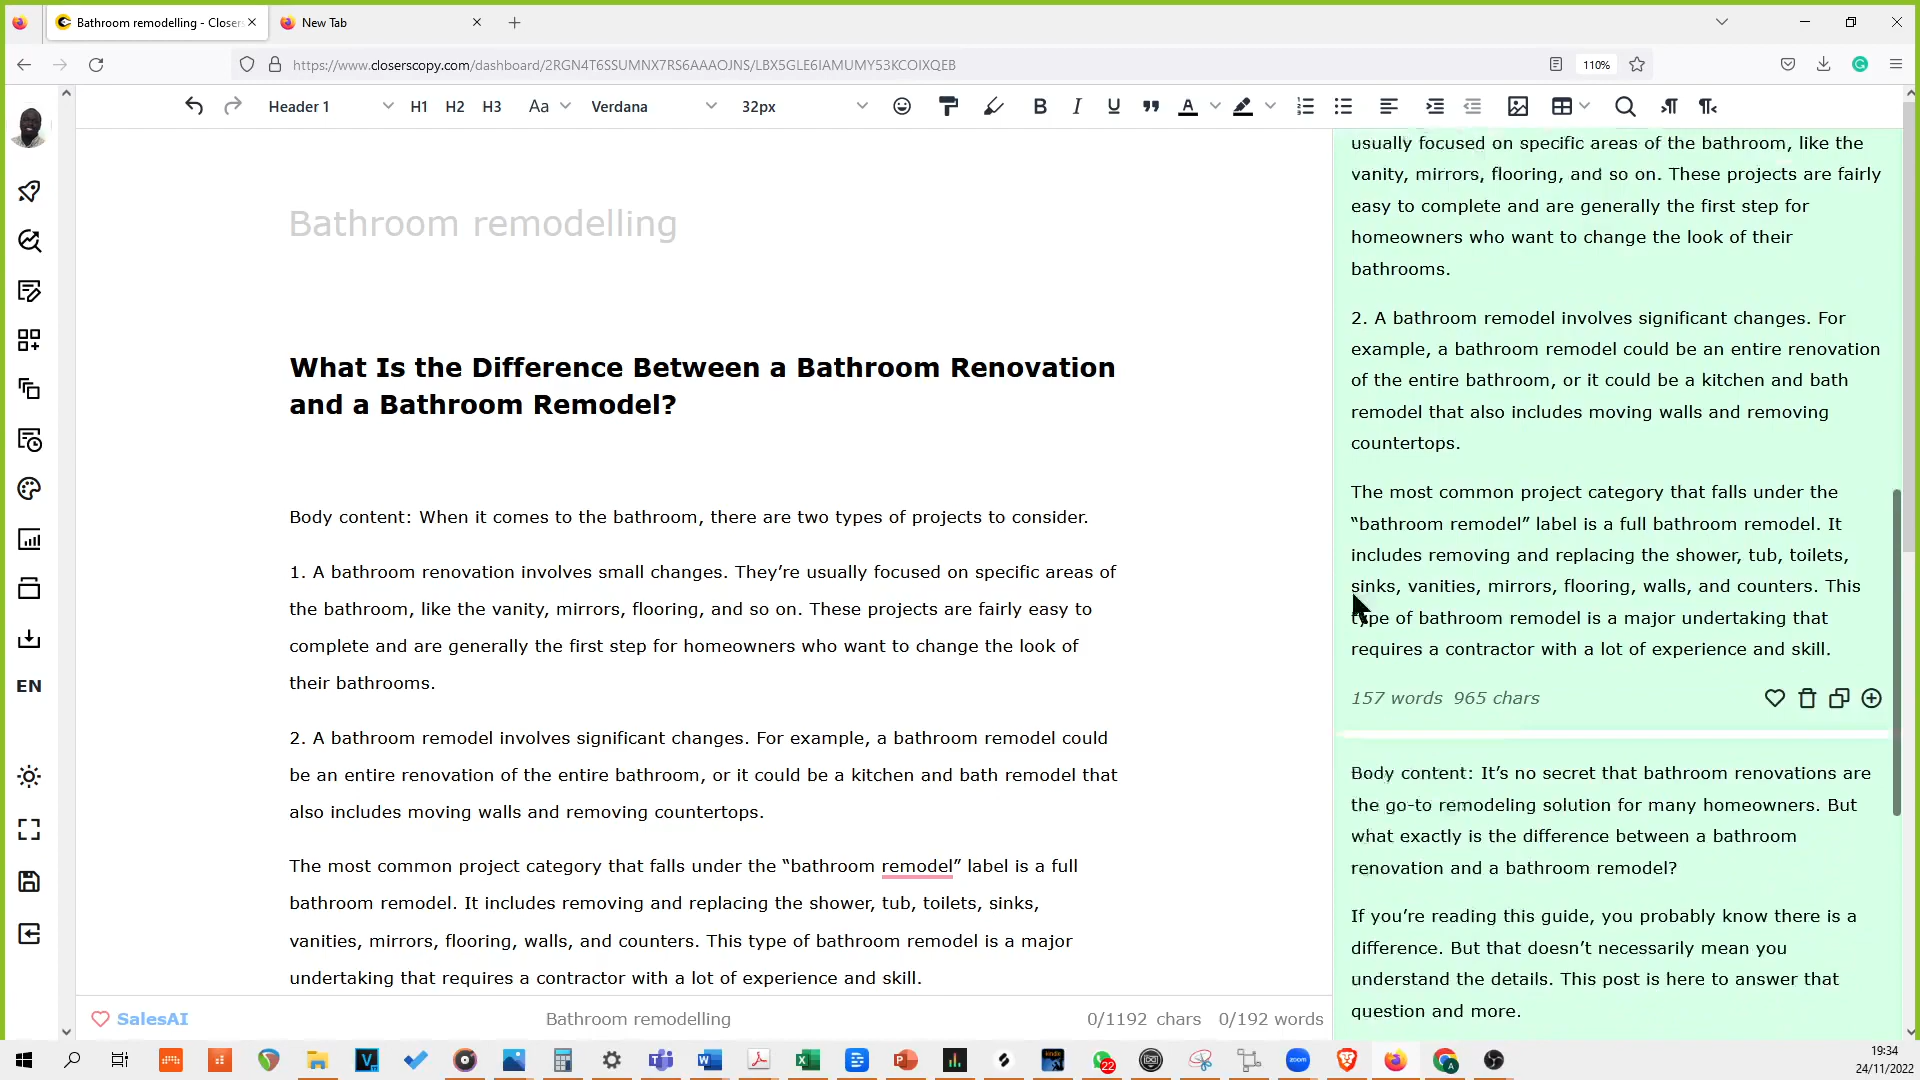 Bathroom remodelling - Closers
New Tab
https://www.closerscopy.com/dashboard/2RGN4T6SSUMNX7RS6AAAOJNS/LBX5GLE6IAMUMY53KCOIXQEB
110%
Header 1
H1 H2 H3
Aa
Verdana
32px
Bathroom remodelling
What Is the Difference Between a Bathroom Renovation
and a Bathroom Remodel?
Body content: When it comes to the bathroom, there are two types of projects to consider.
1. A bathroom renovation involves small changes. They’re usually focused on specific areas of
the bathroom, like the vanity, mirrors, flooring, and so on. These projects are fairly easy to
complete and are generally the first step for homeowners who want to change the look of
their bathrooms.
2. A bathroom remodel involves significant changes. For example, a bathroom remodel could
be an entire renovation of the entire bathroom, or it could be a kitchen and bath remodel that
also includes moving walls and removing countertops.
The most common project category that falls under the “bathroom remodel” label is a full
bathroom remodel. It includes removing and replacing the shower, tub, toilets, sinks,
vanities, mirrors, flooring, walls, and counters. This type of bathroom remodel is a major
undertaking that requires a contractor with a lot of experience and skill.
usually focused on specific areas of the bathroom, like the
vanity, mirrors, flooring, and so on. These projects are fairly
easy to complete and are generally the first step for
homeowners who want to change the look of their
bathrooms.
2. A bathroom remodel involves significant changes. For
example, a bathroom remodel could be an entire renovation
of the entire bathroom, or it could be a kitchen and bath
remodel that also includes moving walls and removing
countertops.
The most common project category that falls under the
“bathroom remodel” label is a full bathroom remodel. It
includes removing and replacing the shower, tub, toilets,
sinks, vanities, mirrors, flooring, walls, and counters. This
type of bathroom remodel is a major undertaking that
requires a contractor with a lot of experience and skill.
157 words 965 chars
Body content: It’s no secret that bathroom renovations are
the go-to remodeling solution for many homeowners. But
what exactly is the difference between a bathroom
renovation and a bathroom remodel?
If you’re reading this guide, you probably know there is a
difference. But that doesn’t necessarily mean you
understand the details. This post is here to answer that
question and more.
EN
SalesAI
Bathroom remodelling
0/1192 chars 0/192 words
22
zoom
19:34
24/11/2022